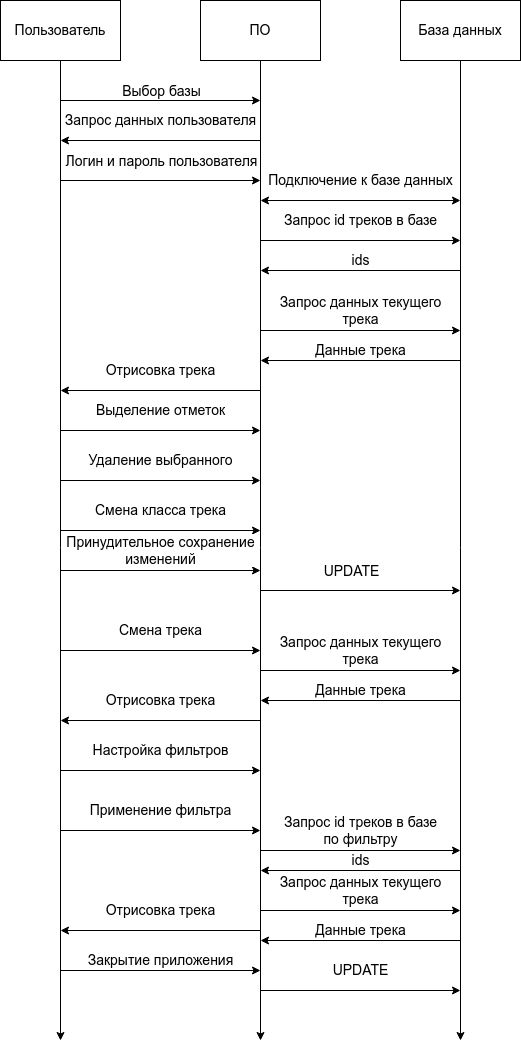 Пользователь
ПО
База данных
Выбор базы
Запрос данных пользователя
Логин и пароль пользователя
Подключение к базе данных
Запрос id треков в базе
ids
Запрос данных текущего
трека
Данные трека
Отрисовка трека
Выделение отметок
Удаление выбранного
Смена класса трека
Принудительное сохранение
изменений
UPDATE
Смена трека
Запрос данных текущего
трека
Данные трека
Отрисовка трека
Настройка фильтров
Применение фильтра
Запрос id треков в базе
по фильтру
ids
Запрос данных текущего
трека
Отрисовка трека
Данные трека
Закрытие приложения
UPDATE